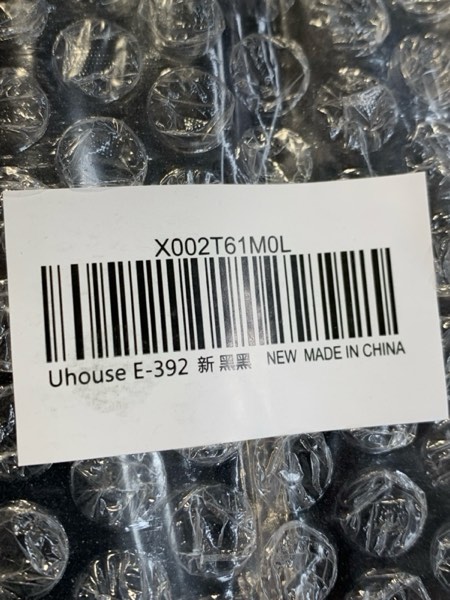 X002T61M0L
Uhouse E-392 新 黑黑 NEW MADE IN CHINA